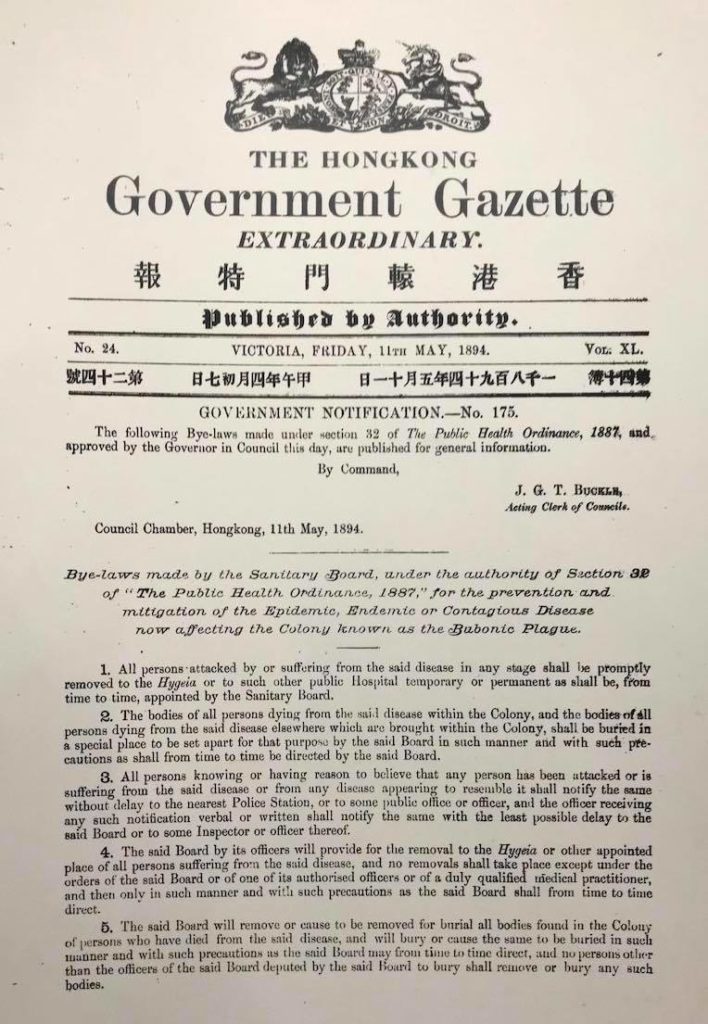 DIEU ET MON DROIT.
THE HONGKONG
Government Gazette
EXTRAORDINARY.
香港轅門特報
Published by Authority.
No. 24. VICTORIA, FRIDAY, 11TH MAY, 1894. VOL. XL.
第四十簿 一千八百九十四年五月十一日 甲午年四月初七日 第二十四號
GOVERNMENT NOTIFICATION.—No. 175.
The following Bye-laws made under section 32 of The Public Health Ordinance, 1887, and
approved by the Governor in Council this day, are published for general information.
By Command,
J. G. T. BUCKLE,
Acting Clerk of Councils.
Council Chamber, Hongkong, 11th May, 1894.
Bye-laws made by the Sanitary Board, under the authority of Section 32
of "The Public Health Ordinance, 1887," for the prevention and
mitigation of the Epidemic, Endemic or Contagious Disease
now affecting the Colony known as the Bubonic Plague.
1. All persons attacked by or suffering from the said disease in any stage shall be promptly
removed to the Hygeia or to such other public Hospital temporary or permanent as shall be, from
time to time, appointed by the Sanitary Board.
2. The bodies of all persons dying from the said disease within the Colony, and the bodies of all
persons dying from the said disease elsewhere which are brought within the Colony, shall be buried in
a special place to be set apart for that purpose by the said Board in such manner and with such pre-
cautions as shall from time to time be directed by the said Board.
3. All persons knowing or having reason to believe that any person has been attacked or is
suffering from the said disease or from any disease appearing to resemble it shall notify the same
without delay to the nearest Police Station, or to some public office or officer, and the officer receiving
any such notification verbal or written shall notify the same with the least possible delay to the
said Board or to some Inspector or officer thereof.
4. The said Board by its officers will provide for the removal to the Hygeia or other appointed
place of all persons suffering from the said disease, and no removals shall take place except under the
orders of the said Board or of one of its authorised officers or of a duly qualified medical practitioner,
and then only in such manner and with such precautions as the said Board shall from time to time
direct.
5. The said Board will remove or cause to be removed for burial all bodies found in the Colony
of persons who have died from the said disease, and will bury or cause the same to be buried in such
manner and with such precautions as the said Board may from time to time direct, and no persons other
than the officers of the said Board deputed by the said Board to bury shall remove or bury any such
bodies.